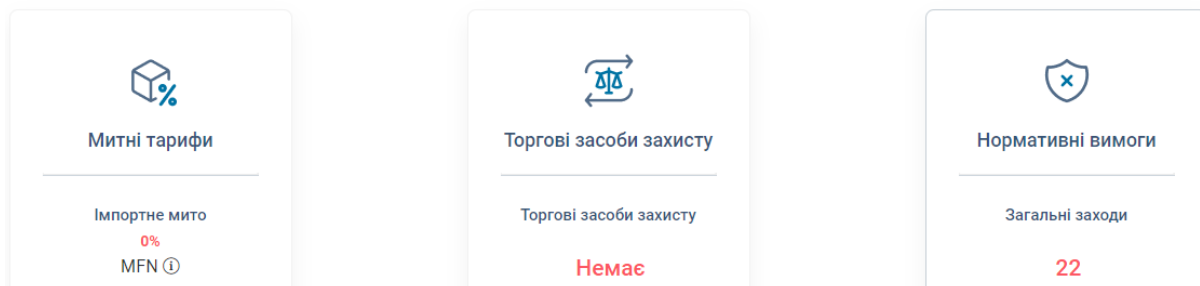 Митні тарифи
Імпортне мито
0%
MFN
Торгові засоби захисту
Торгові засоби захисту
Немає
Нормативні вимоги
Загальні заходи
22